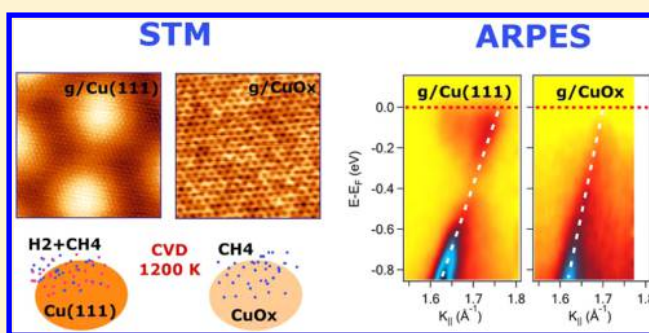 STM
g/Cu(111)
g/CuOx
H2+CH4
CVD
1200 K
CH4
Cu(111)
CuOx
ARPES
g/Cu(111)
g/CuOx
E-EF (eV)
0.0
-0.2
-0.4
-0.6
-0.8
1.6 1.7 1.8
1.6 1.7 1.8
K|| (Å-1)
K|| (Å-1)